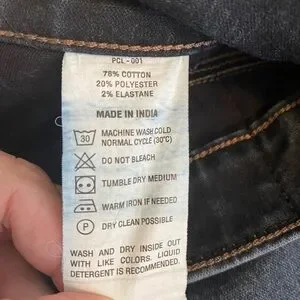 PCL-001
78% COTTON
20% POLYESTER
2% ELASTANE
MADE IN INDIA
30 MACHINE WASH COLD
NORMAL CYCLE (30°C)
DO NOT BLEACH
TUMBLE DRY MEDIUM
WARM IRON IF NEEDED
P DRY CLEAN POSSIBLE
WASH AND DRY INSIDE OUT
WITH LIKE COLORS. LIQUID
DETERGENT IS RECOMMENDED.